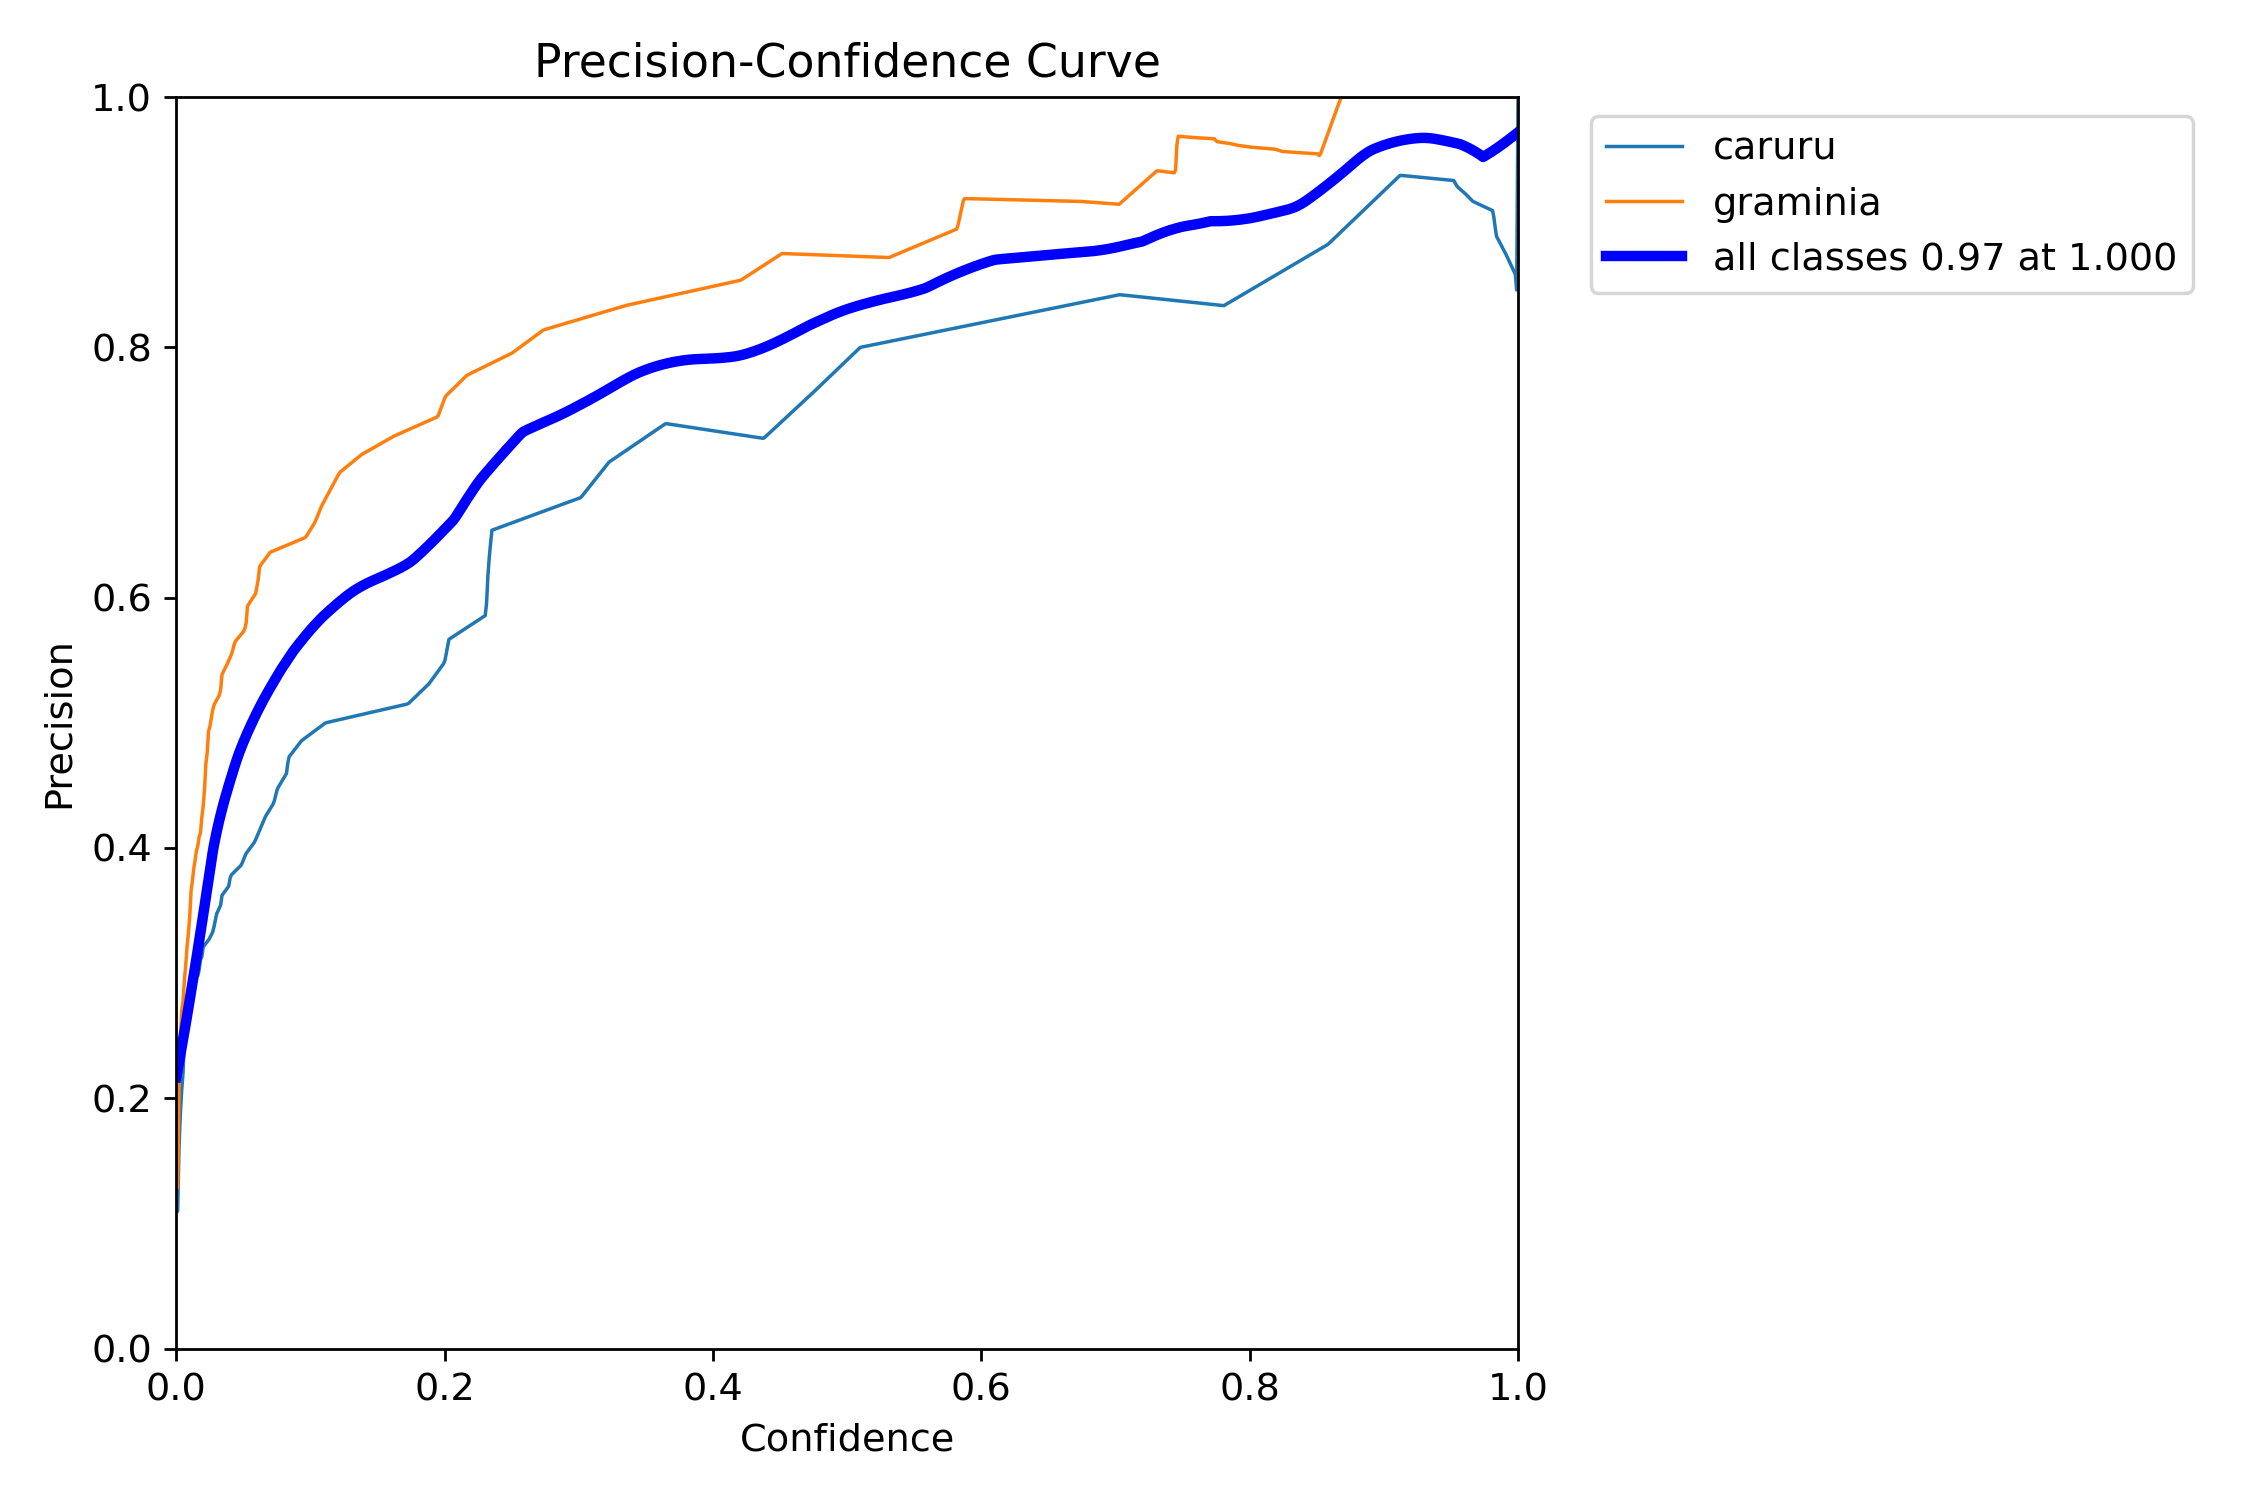 Precision-Confidence Curve
1.0
0.8
0.6
0.4
0.2
0.0
Precision
0.0 0.2 0.4 0.6 0.8 1.0
Confidence
caruru
graminia
all classes 0.97 at 1.000